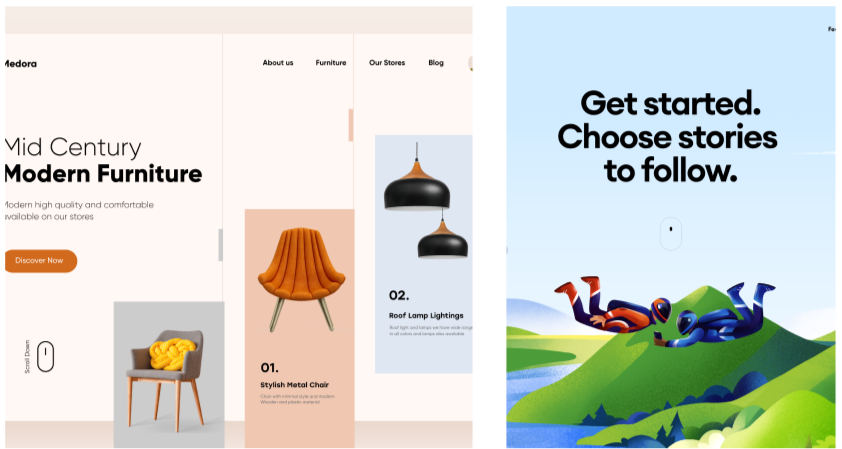 Medora
About us
Furniture
Our Stores
Blog
Mid Century
Modern Furniture
Modern high quality and comfortable
available on our stores
Discover Now
Scroll Down
01.
Stylish Metal Chair
Chair with minimal style and modern
Wooden and plastic material
02.
Roof Lamp Lightings
Roof light and lamps we have wide range
in all colors and lamps also available
Get started.
Choose stories
to follow.